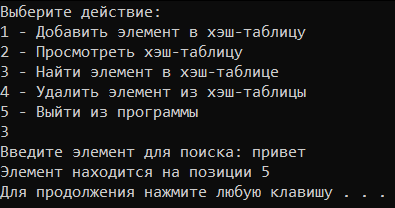 Выберите действие:
1 - Добавить элемент в хэш-таблицу
2 - Просмотреть хэш-таблицу
3 - Найти элемент в хэш-таблице
4 - Удалить элемент из хэш-таблицы
5 - Выйти из программы
3
Введите элемент для поиска: привет
Элемент находится на позиции 5
Для продолжения нажмите любую клавишу . . .